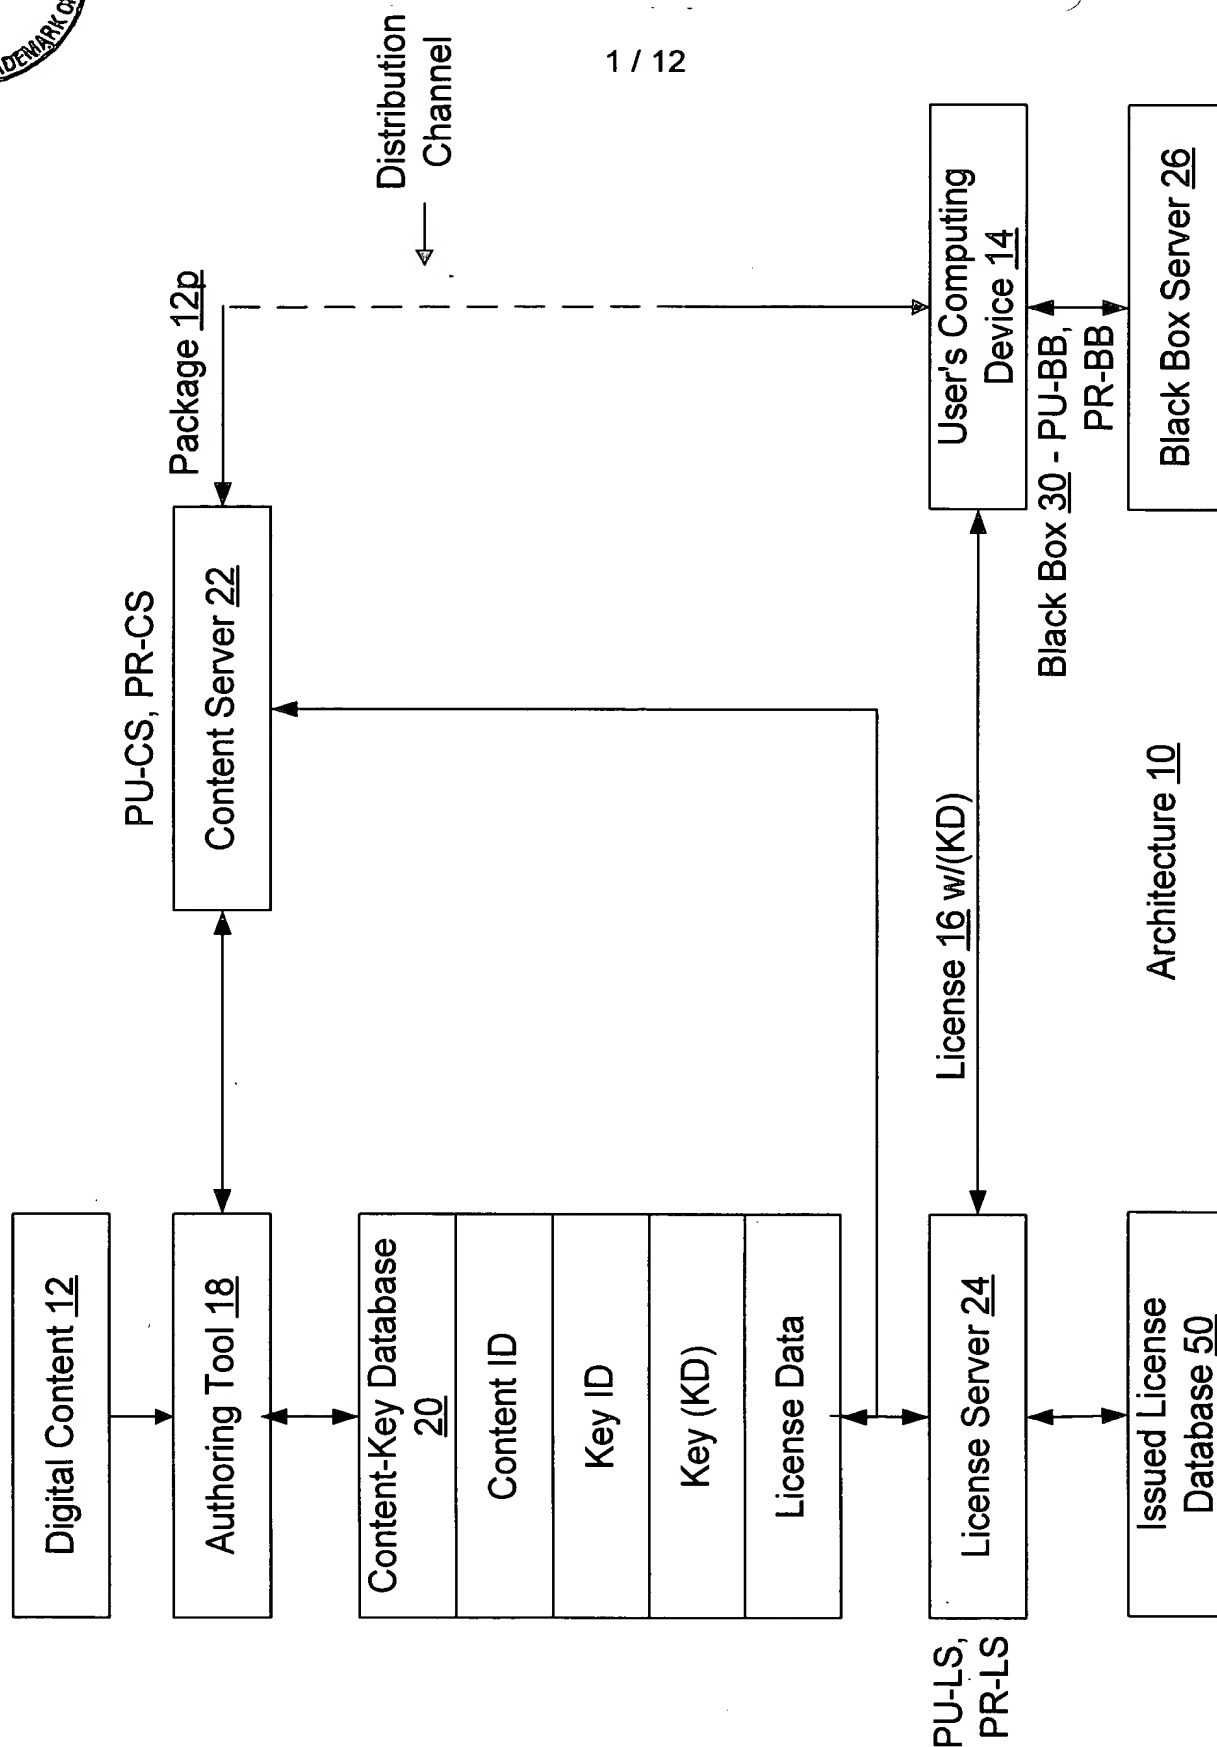 1 / 12
Digital Content 12
Authoring Tool 18
PU-CS, PR-CS
Content Server 22
Package 12p
Distribution
Channel
Content-Key Database
20
Content ID
Key ID
Key (KD)
License Data
PU-LS,
PR-LS
License Server 24
License 16 w/(KD)
User's Computing
Device 14
Black Box 30 - PU-BB,
PR-BB
Issued License
Database 50
Architecture 10
Black Box Server 26